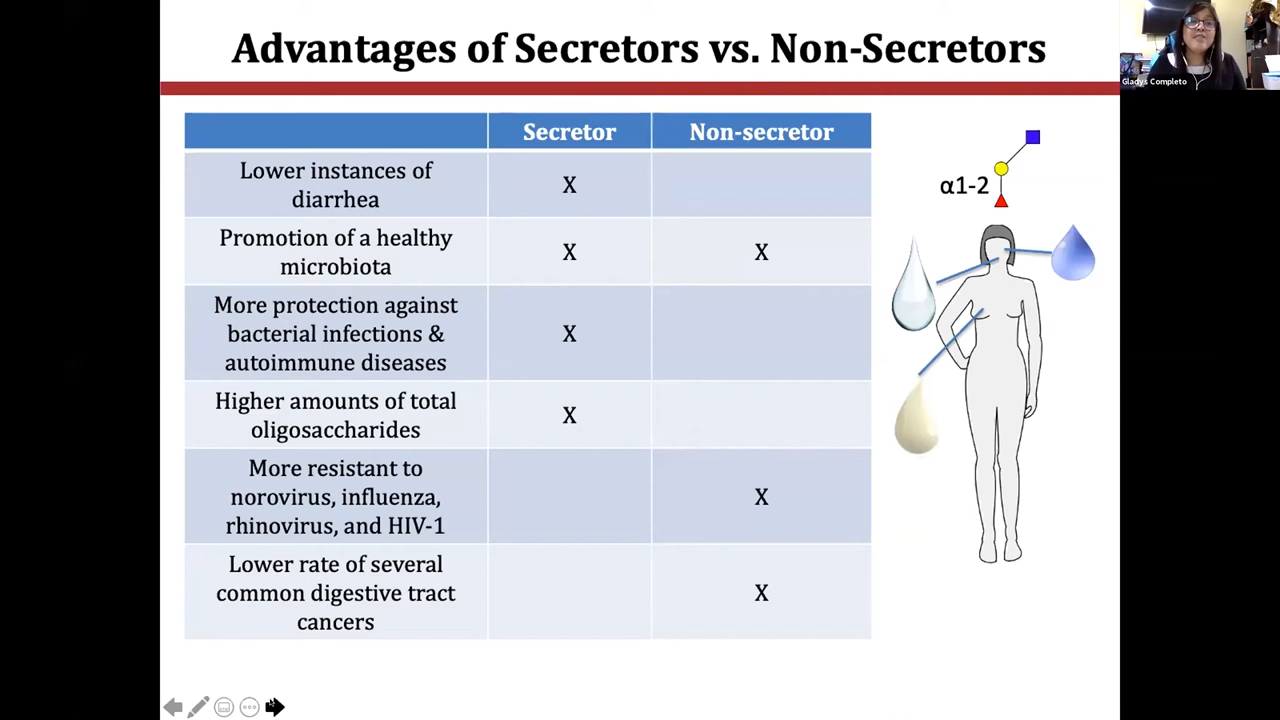 Advantages of Secretors vs. Non-Secretors
Gladys Completo
Secretor Non-secretor
Lower instances of
diarrhea
X
Promotion of a healthy
microbiota
X X
More protection against
bacterial infections &
autoimmune diseases
X
Higher amounts of total
oligosaccharides
X
More resistant to
norovirus, influenza,
rhinovirus, and HIV-1
X
Lower rate of several
common digestive tract
cancers
X
α1-2